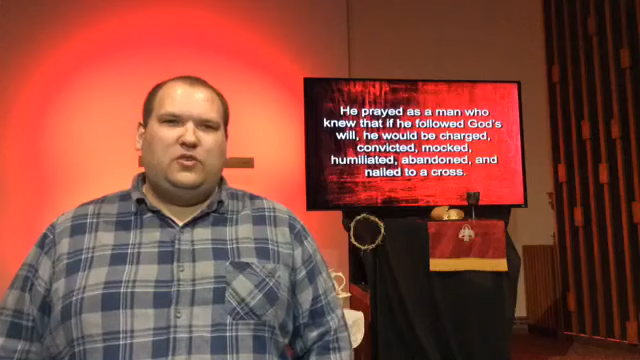 He prayed as a man who
knew that if he followed God's
will, he would be charged,
convicted, mocked,
humiliated, abandoned, and
nailed to a cross.